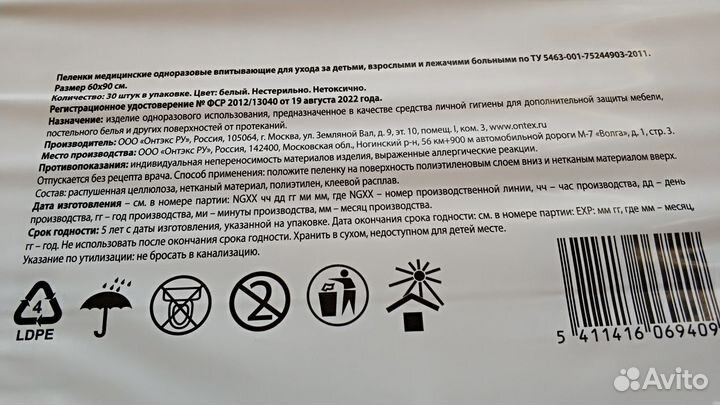 Пеленки медицинские одноразовые впитывающие для ухода за детьми, взрослыми и лежачими больными по ТУ 5463-001-75244903-2011.
Размер 60х90 см.
Количество: 30 штук в упаковке. Цвет: белый. Нестерильно. Нетоксично.
Регистрационное удостоверение № ФСР 2012/13040 от 19 августа 2022 года.
Назначение: изделие одноразового использования, предназначенное в качестве средства личной гигиены для дополнительной защиты мебели,
постельного белья и других поверхностей от протеканий.
Производитель: ООО «Онтэкс РУ», Россия, 105064, г. Москва, ул. Земляной Вал, д. 9, эт. 10, помещ. I, ком. 3, www.ontex.ru
Место производства: ООО «Онтэкс РУ», Россия, 142400, Московская обл., Ногинский р-н, 56 км+900 м автомобильной дороги М-7 «Волга», д. 1, стр. 3.
Противопоказания: индивидуальная непереносимость материалов изделия, выраженные аллергические реакции.
Отпускается без рецепта врача. Способ применения: положите пеленку на поверхность полиэтиленовым слоем вниз и нетканым материалом вверх.
Состав: распушенная целлюлоза, нетканый материал, полиэтилен, клеевой расплав.
Дата изготовления – см. в номере партии: NGXX чч дд гг ми мм, где NGXX – номер производственной линии, чч – час производства, дд – день
производства, гг – год производства, ми – минуты производства, мм – месяц производства.
Срок годности: 5 лет с даты изготовления, указанной на упаковке. Дата окончания срока годности: см. в номере партии: EXP: мм гг, где мм – месяц,
гг – год. Не использовать после окончания срока годности. Хранить в сухом, недоступном для детей месте.
Указание по утилизации: не бросать в канализацию.
4
LDPE
2
5 411416 069409
Avito